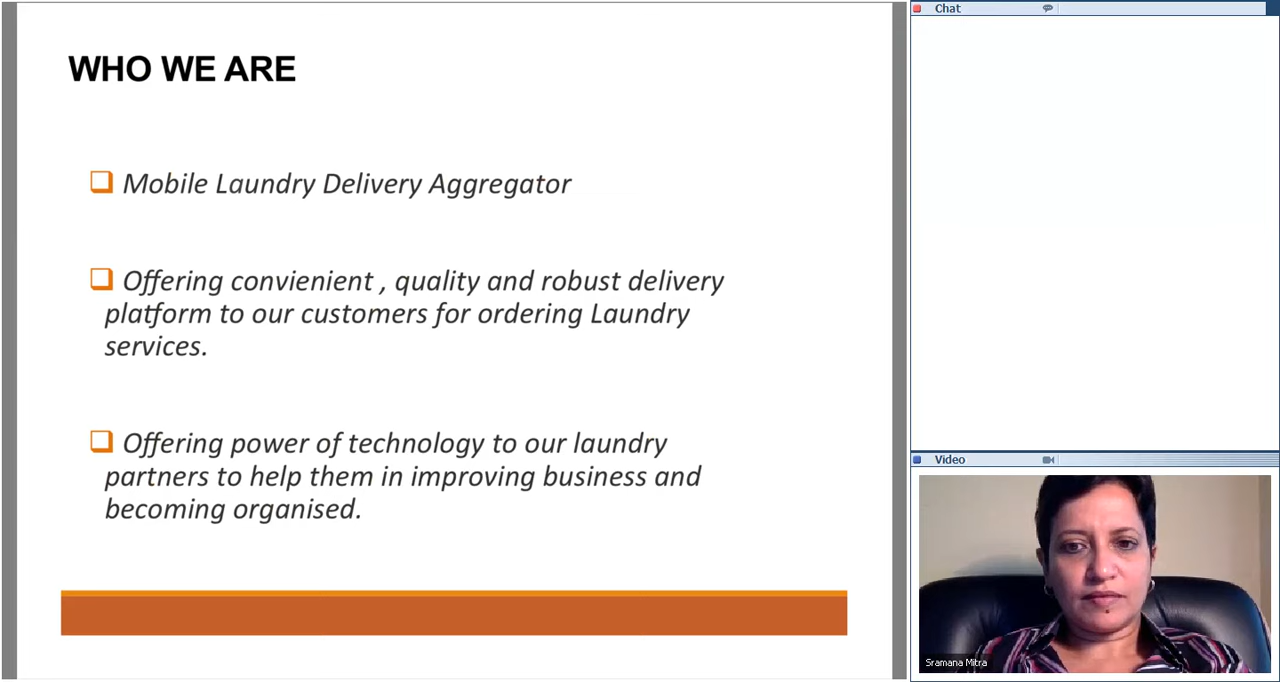 WHO WE ARE
Mobile Laundry Delivery Aggregator
Offering convienient , quality and robust delivery
platform to our customers for ordering Laundry
services.
Offering power of technology to our laundry
partners to help them in improving business and
becoming organised.
Chat
Video
Sramana Mitra